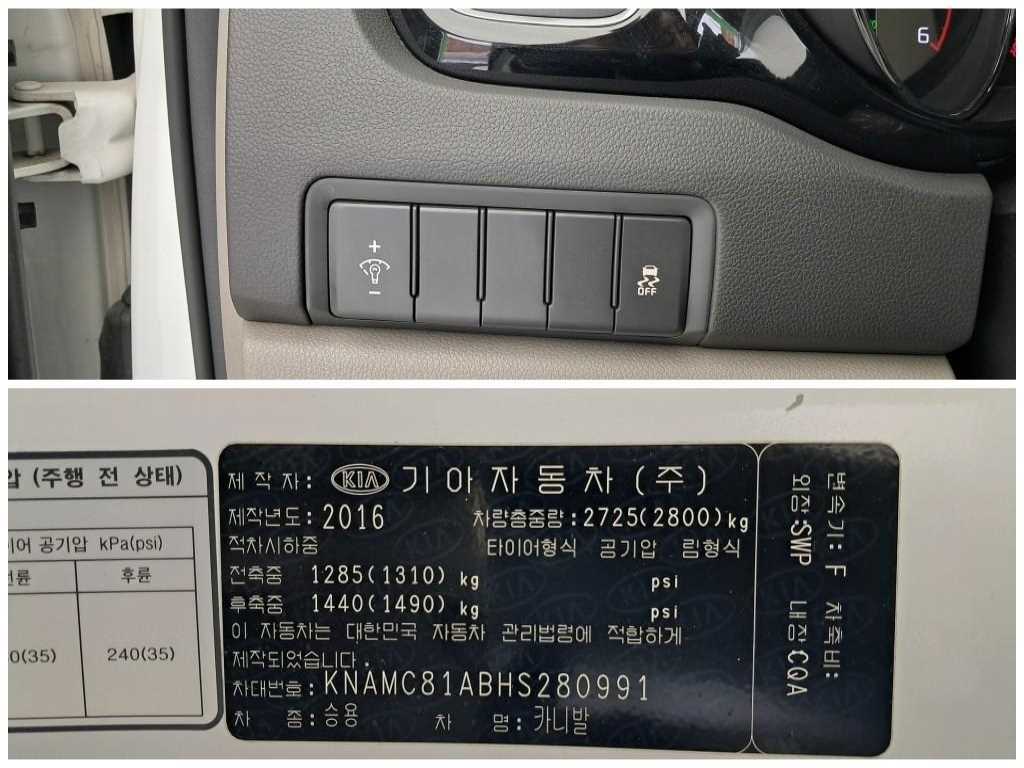 6
+
−
OFF
압 (주행 전 상태)
이어 공기압 kPa(psi)
전륜 후륜
0(35) 240(35)
제 작 자: KIA 기아자동차(주)
제작년도: 2016 차량총중량: 2725(2800)kg
적차시하중 타이어형식 공기압 림형식
전축중 1285(1310) kg psi
후축중 1440(1490) kg psi
이 자동차는 대한민국 자동차 관리법령에 적합하게
제작되었습니다.
차대번호: KNAMC81ABHS280991
차 종: 승용 차 명: 카니발
변속기: F 차축비:
외장:SWP 내장:CQA